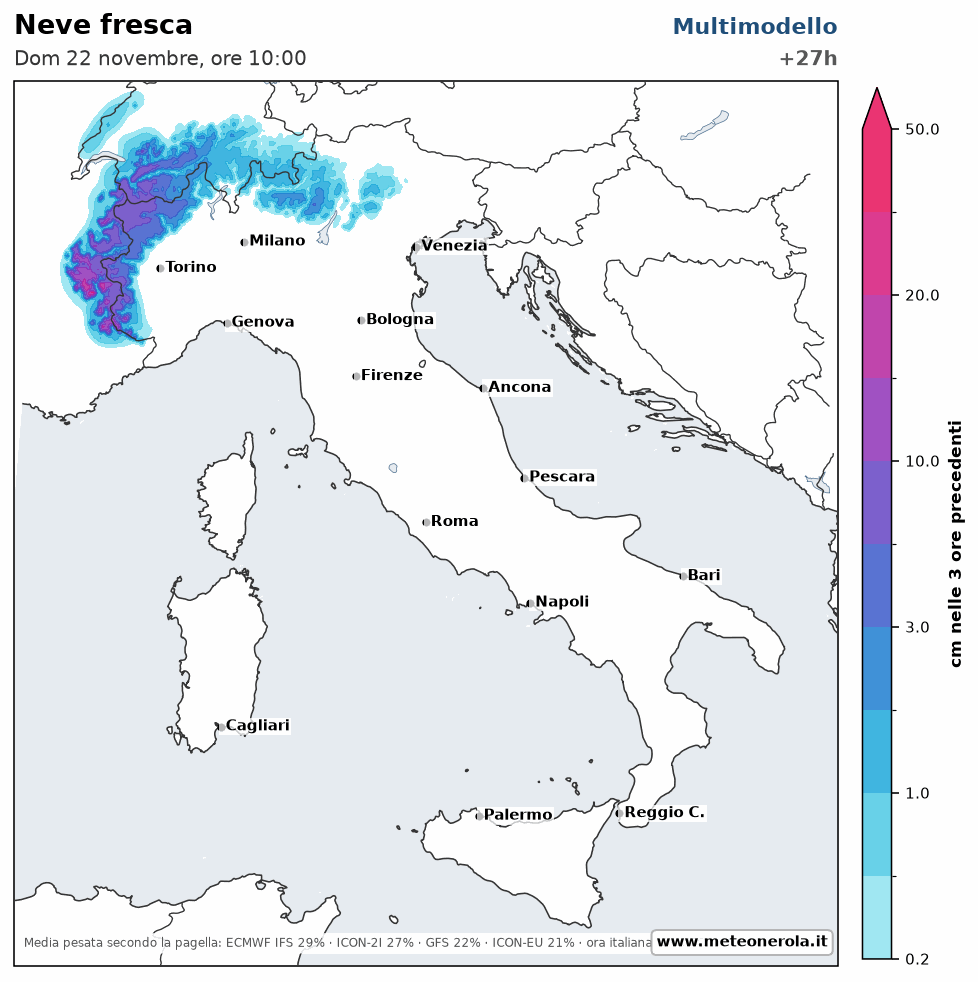 Neve fresca
Multimodello
Dom 22 novembre, ore 10:00
+27h
50.0
20.0
10.0
3.0
1.0
0.2
cm nelle 3 ore precedenti
Milano
Venezia
Torino
Genova
Bologna
Firenze
Ancona
Pescara
Roma
Bari
Napoli
Cagliari
Palermo
Reggio C.
Media pesata secondo la pagella: ECMWF IFS 29% · ICON-2I 27% · GFS 22% · ICON-EU 21% · ora italiana
www.meteonerola.it